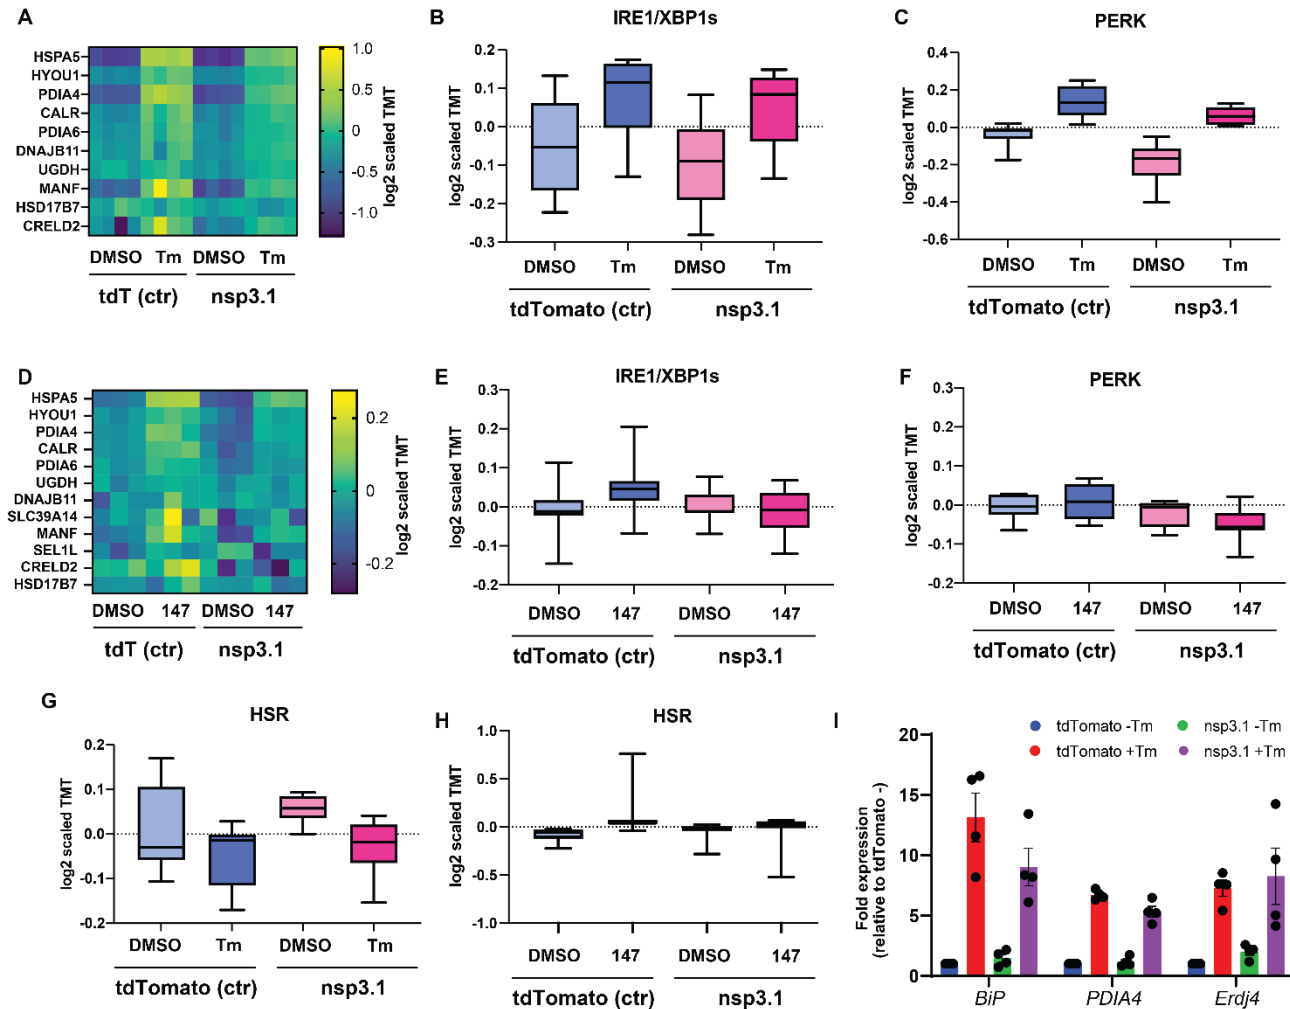 A
HSPA5
HYOU1
PDIA4
CALR
PDIA6
DNAJB11
UGDH
MANF
HSD17B7
CRELD2
DMSO Tm DMSO Tm
tdT (ctr) nsp3.1
1.0
0.5
0
-0.5
-1.0
log2 scaled TMT
B
IRE1/XBP1s
log2 scaled TMT
0.2
0.1
0.0
-0.1
-0.2
-0.3
DMSO Tm DMSO Tm
tdTomato (ctr) nsp3.1
C
PERK
log2 scaled TMT
0.4
0.2
0.0
-0.2
-0.4
-0.6
DMSO Tm DMSO Tm
tdTomato (ctr) nsp3.1
D
HSPA5
HYOU1
PDIA4
CALR
PDIA6
UGDH
DNAJB11
SLC39A14
MANF
SEL1L
CRELD2
HSD17B7
DMSO 147 DMSO 147
tdT (ctr) nsp3.1
0.2
0
-0.2
log2 scaled TMT
E
IRE1/XBP1s
log2 scaled TMT
0.3
0.2
0.1
0.0
-0.1
-0.2
DMSO 147 DMSO 147
tdTomato (ctr) nsp3.1
F
PERK
log2 scaled TMT
0.3
0.2
0.1
0.0
-0.1
-0.2
DMSO 147 DMSO 147
tdTomato (ctr) nsp3.1
G
HSR
log2 scaled TMT
0.2
0.1
0.0
-0.1
-0.2
DMSO Tm DMSO Tm
tdTomato (ctr) nsp3.1
H
HSR
log2 scaled TMT
1.0
0.5
0.0
-0.5
-1.0
DMSO 147 DMSO 147
tdTomato (ctr) nsp3.1
I
tdTomato -Tm nsp3.1 -Tm
tdTomato +Tm nsp3.1 +Tm
Fold expression
(relative to tdTomato -)
20
15
10
5
0
BiP PDIA4 Erdj4